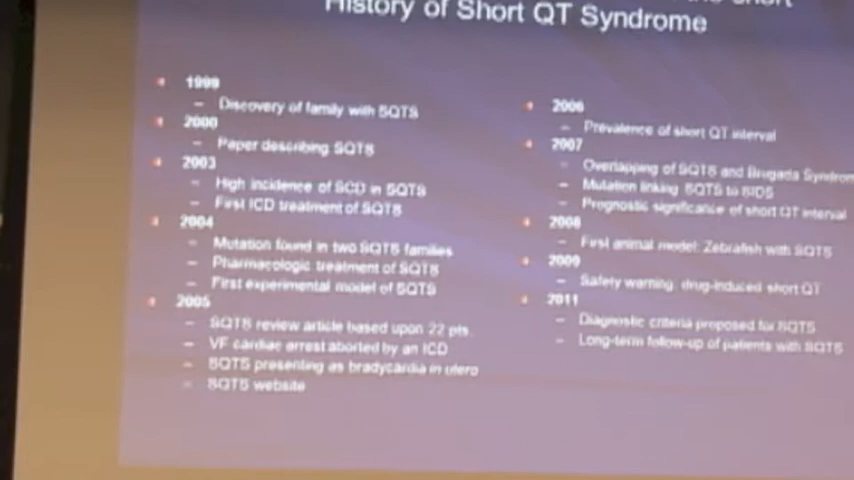 short
History of Short QT Syndrome
1999
– Discovery of family with SQTS
2000
– Paper describing SQTS
2003
– High incidence of SCD in SQTS
– First ICD treatment of SQTS
2004
– Mutation found in two SQTS families
– Pharmacologic treatment of SQTS
– First experimental model of SQTS
2005
– SQTS review article based upon 22 pts.
– VF cardiac arrest aborted by an ICD
– SQTS presenting as bradycardia in utero
– SQTS website
2006
– Prevalence of short QT interval
2007
– Overlapping of SQTS and Brugada Syndrom
– Mutation linking SQTS to SIDS
– Prognostic significance of short QT interval
2008
– First animal model: Zebrafish with SQTS
2009
– Safety warning: drug-induced short QT
2011
– Diagnostic criteria proposed for SQTS
– Long-term follow-up of patients with SQTS